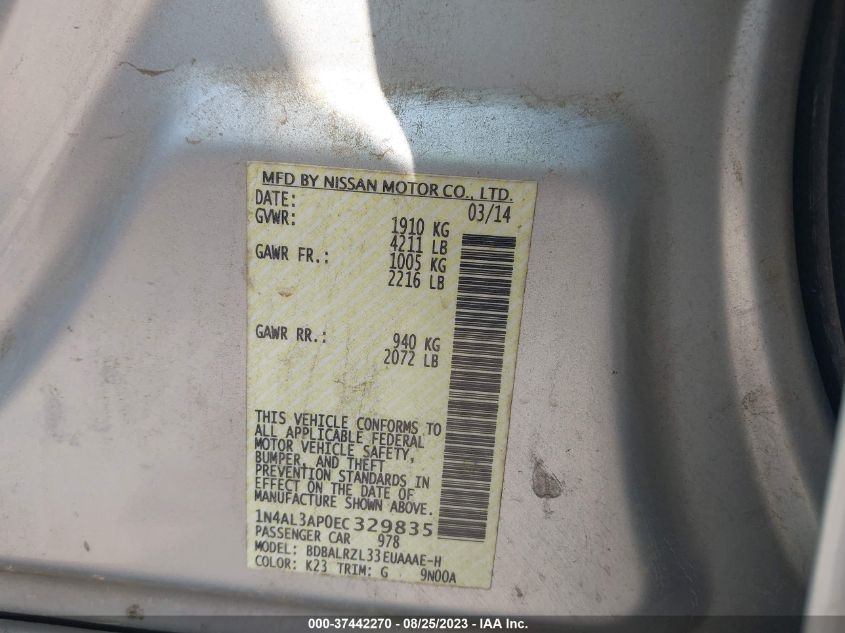 MFD BY NISSAN MOTOR CO., LTD.
DATE: 03/14
GVWR: 1910 KG
4211 LB
GAWR FR.: 1005 KG
2216 LB
GAWR RR.: 940 KG
2072 LB
THIS VEHICLE CONFORMS TO
ALL APPLICABLE FEDERAL
MOTOR VEHICLE SAFETY,
BUMPER, AND THEFT
PREVENTION STANDARDS IN
EFFECT ON THE DATE OF
MANUFACTURE SHOWN ABOVE.
1N4AL3AP0EC329835
PASSENGER CAR 978
MODEL: BDBALRZL33EUAAAE-H
COLOR: K23 TRIM: G 9N00A
000-37442270 - 08/25/2023 - IAA Inc.